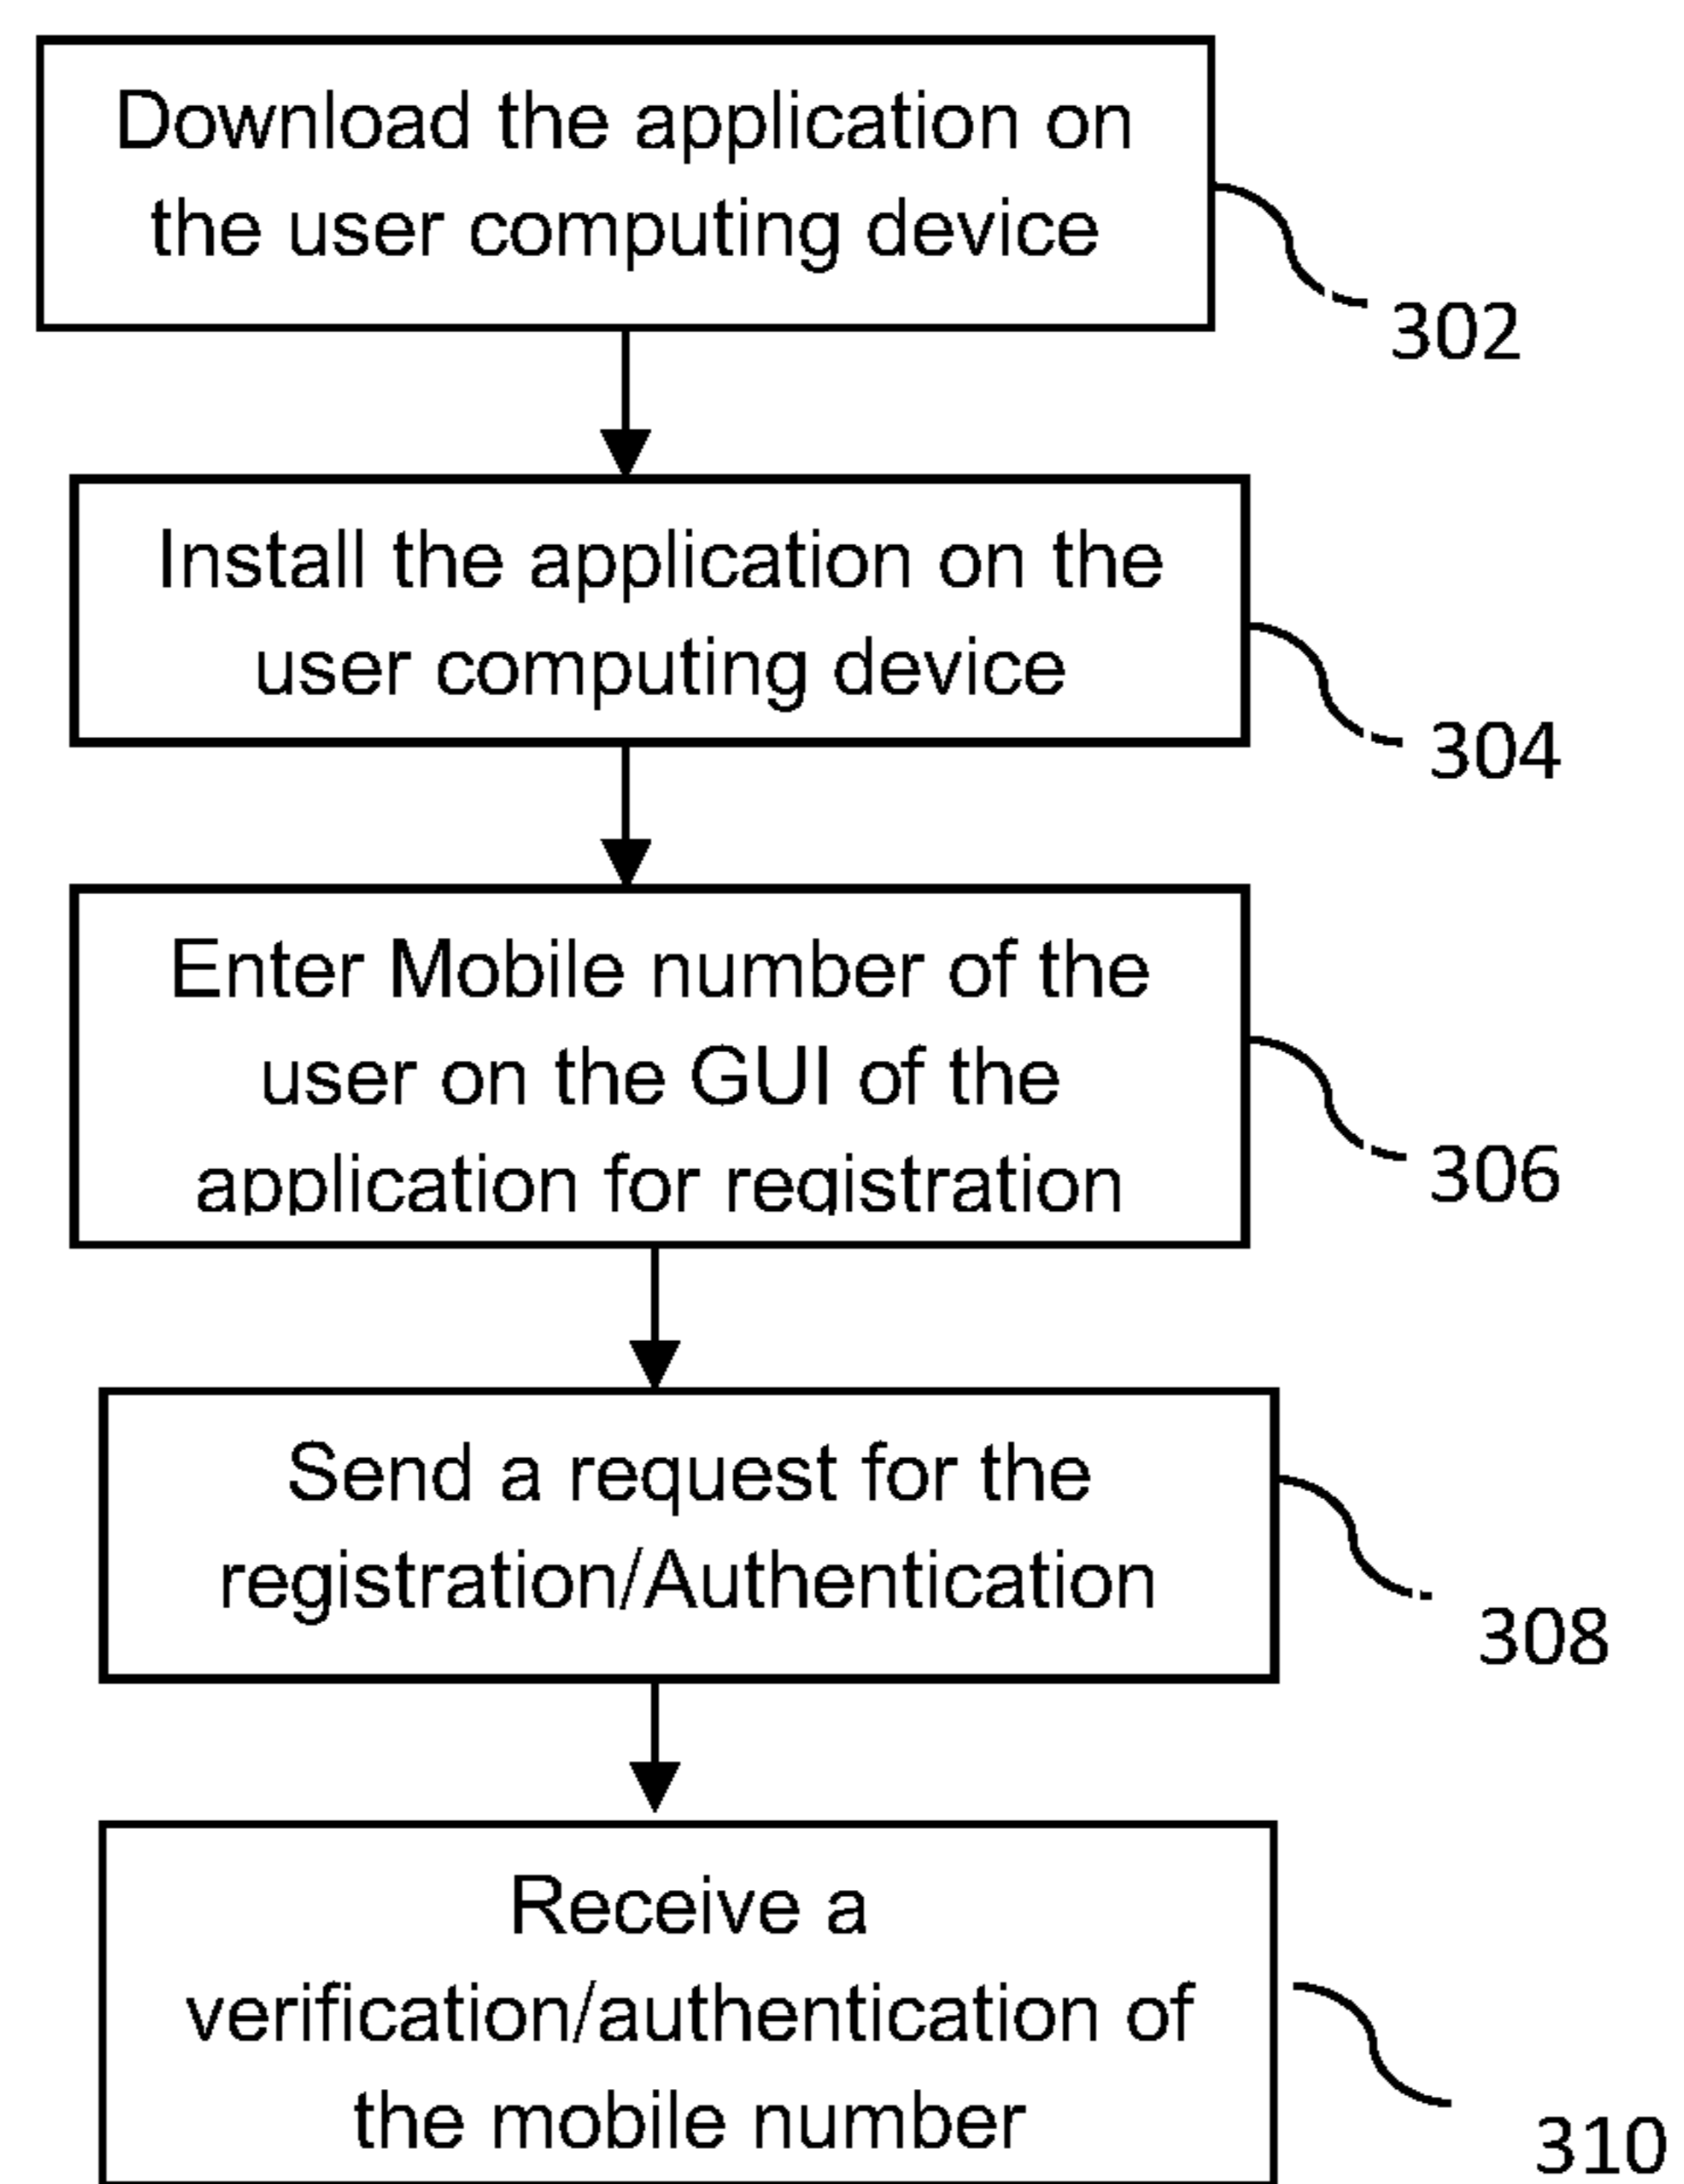 Download the application on
the user computing device
302
Install the application on the
user computing device
304
Enter Mobile number of the
user on the GUI of the
application for registration
306
Send a request for the
registration/Authentication
308
Receive a
verification/authentication of
the mobile number
310